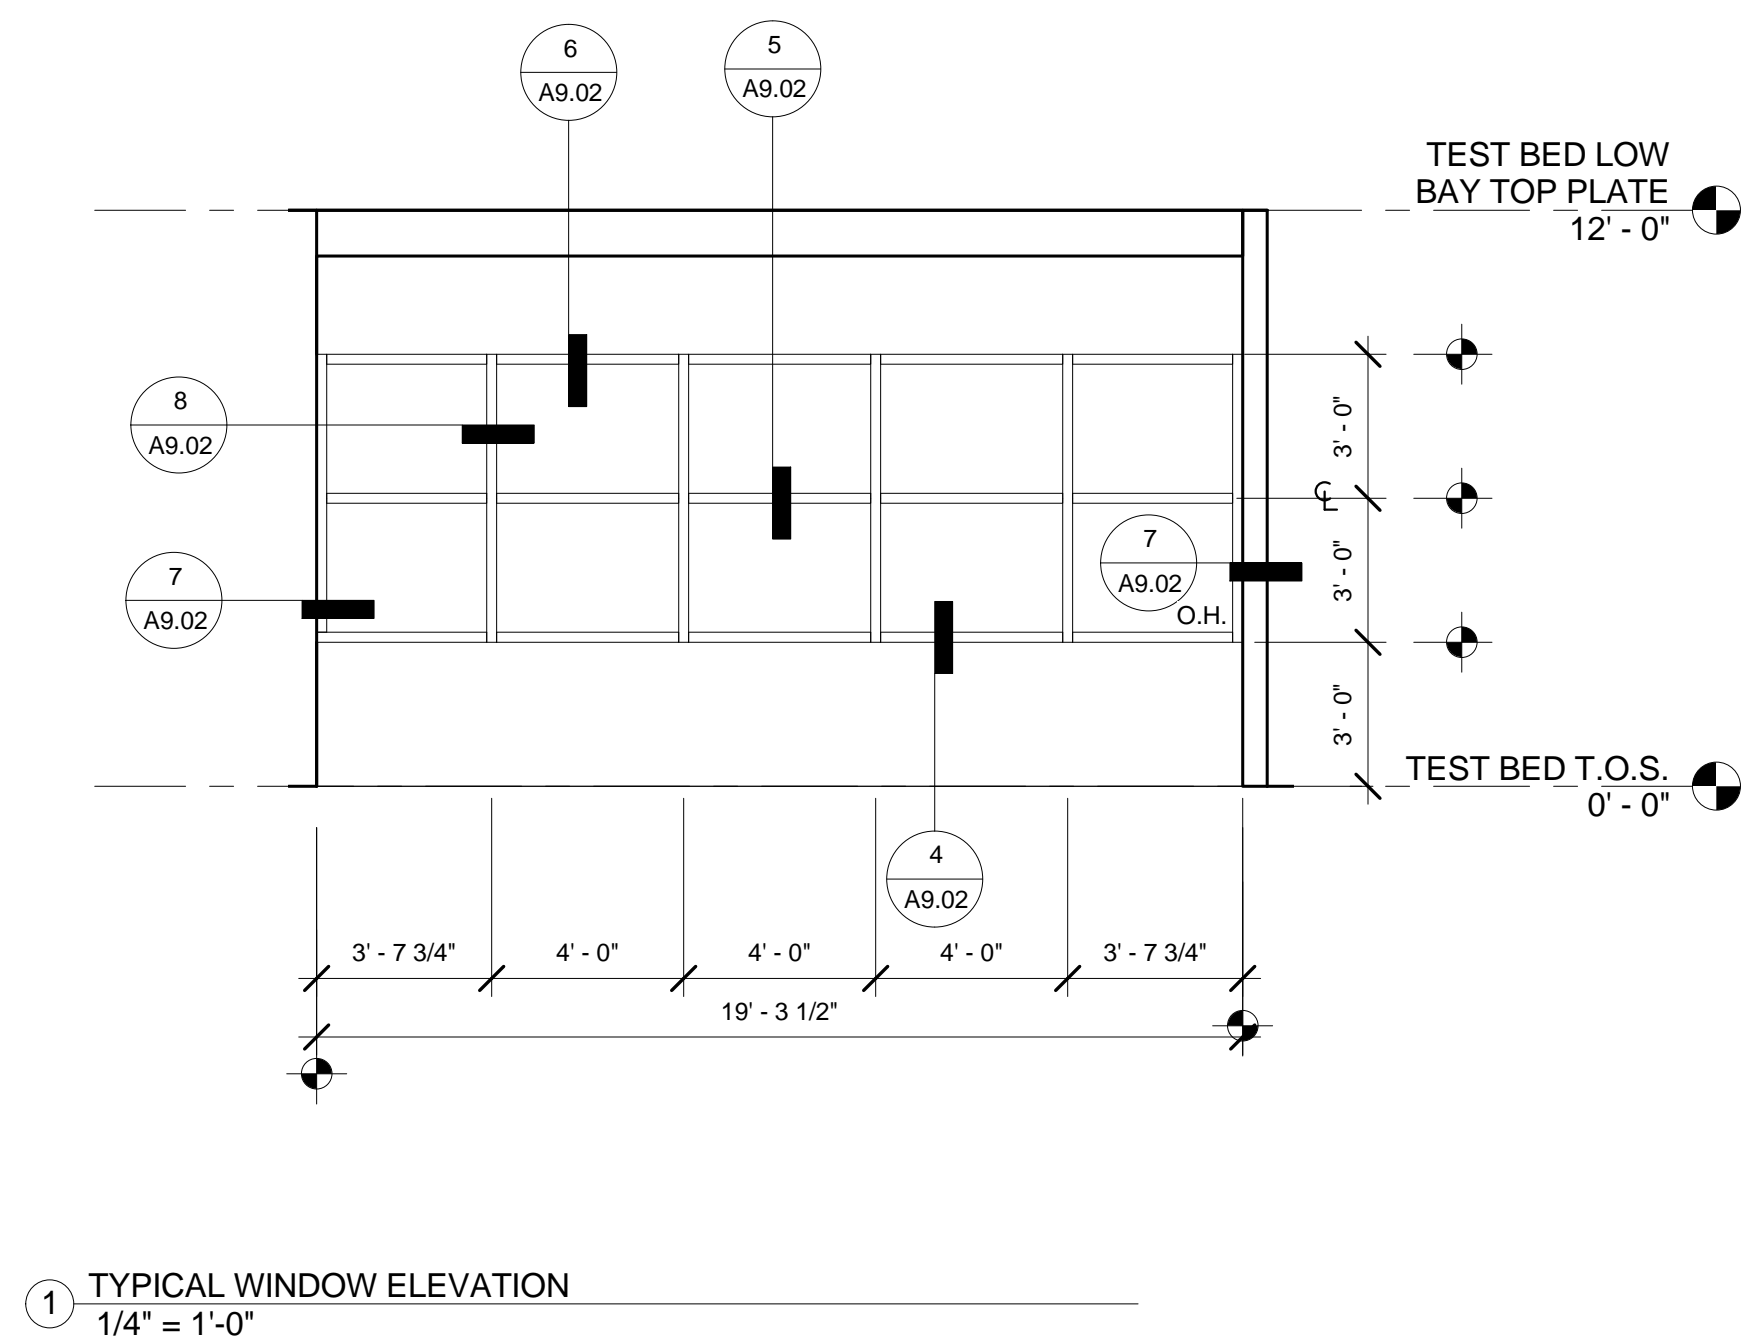 6
A9.02
5
A9.02
TEST BED LOW
BAY TOP PLATE
12' - 0"
8
A9.02
3' - 0"
℄
7
A9.02
3' - 0"
7
A9.02
O.H.
3' - 0"
TEST BED T.O.S.
0' - 0"
4
A9.02
3' - 7 3/4"
4' - 0"
4' - 0"
4' - 0"
3' - 7 3/4"
19' - 3 1/2"
1
TYPICAL WINDOW ELEVATION
1/4" = 1'-0"